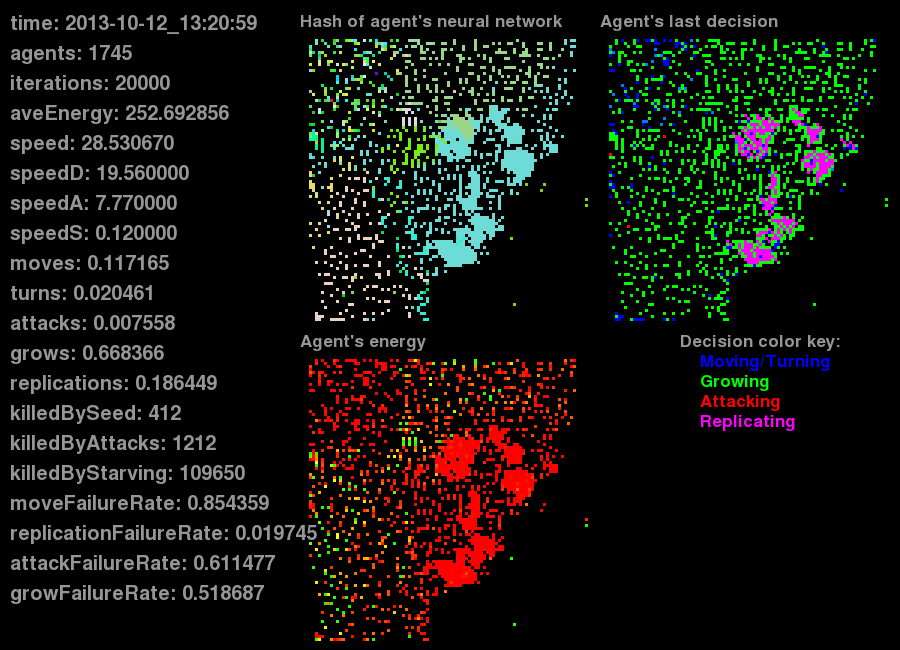 time: 2013-10-12_13:20:59
agents: 1745
iterations: 20000
aveEnergy: 252.692856
speed: 28.530670
speedD: 19.560000
speedA: 7.770000
speedS: 0.120000
moves: 0.117165
turns: 0.020461
attacks: 0.007558
grows: 0.668366
replications: 0.186449
killedBySeed: 412
killedByAttacks: 1212
killedByStarving: 109650
moveFailureRate: 0.854359
replicationFailureRate: 0.019745
attackFailureRate: 0.611477
growFailureRate: 0.518687
Hash of agent's neural network
Agent's last decision
Agent's energy
Decision color key:
Moving/Turning
Growing
Attacking
Replicating